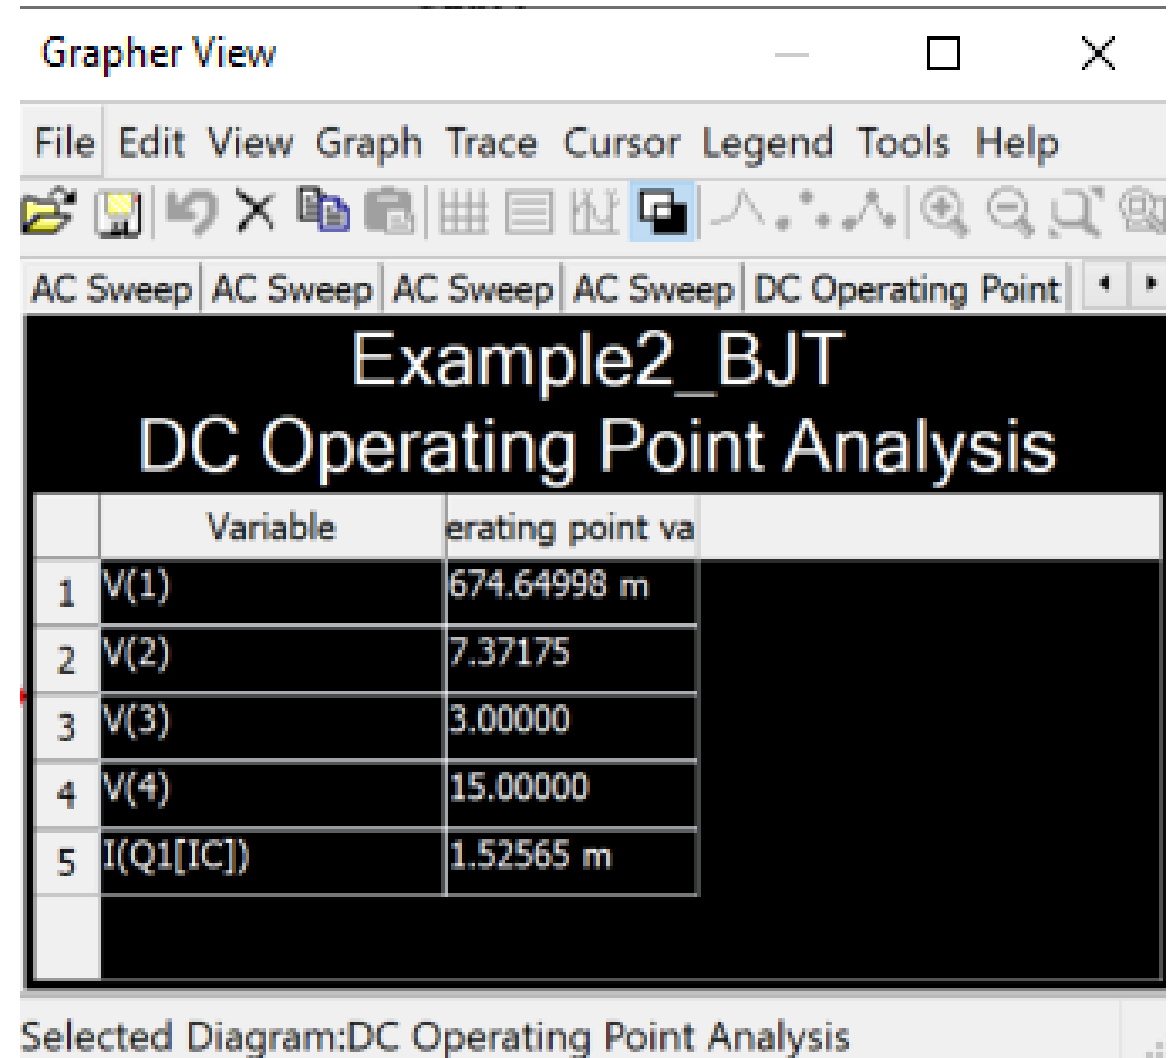 Grapher View
File Edit View Graph Trace Cursor Legend Tools Help
AC Sweep AC Sweep AC Sweep AC Sweep DC Operating Point
Example2_BJT
DC Operating Point Analysis
Variable erating point va
1 V(1) 674.64998 m
2 V(2) 7.37175
3 V(3) 3.00000
4 V(4) 15.00000
5 I(Q1[IC]) 1.52565 m
Selected Diagram:DC Operating Point Analysis